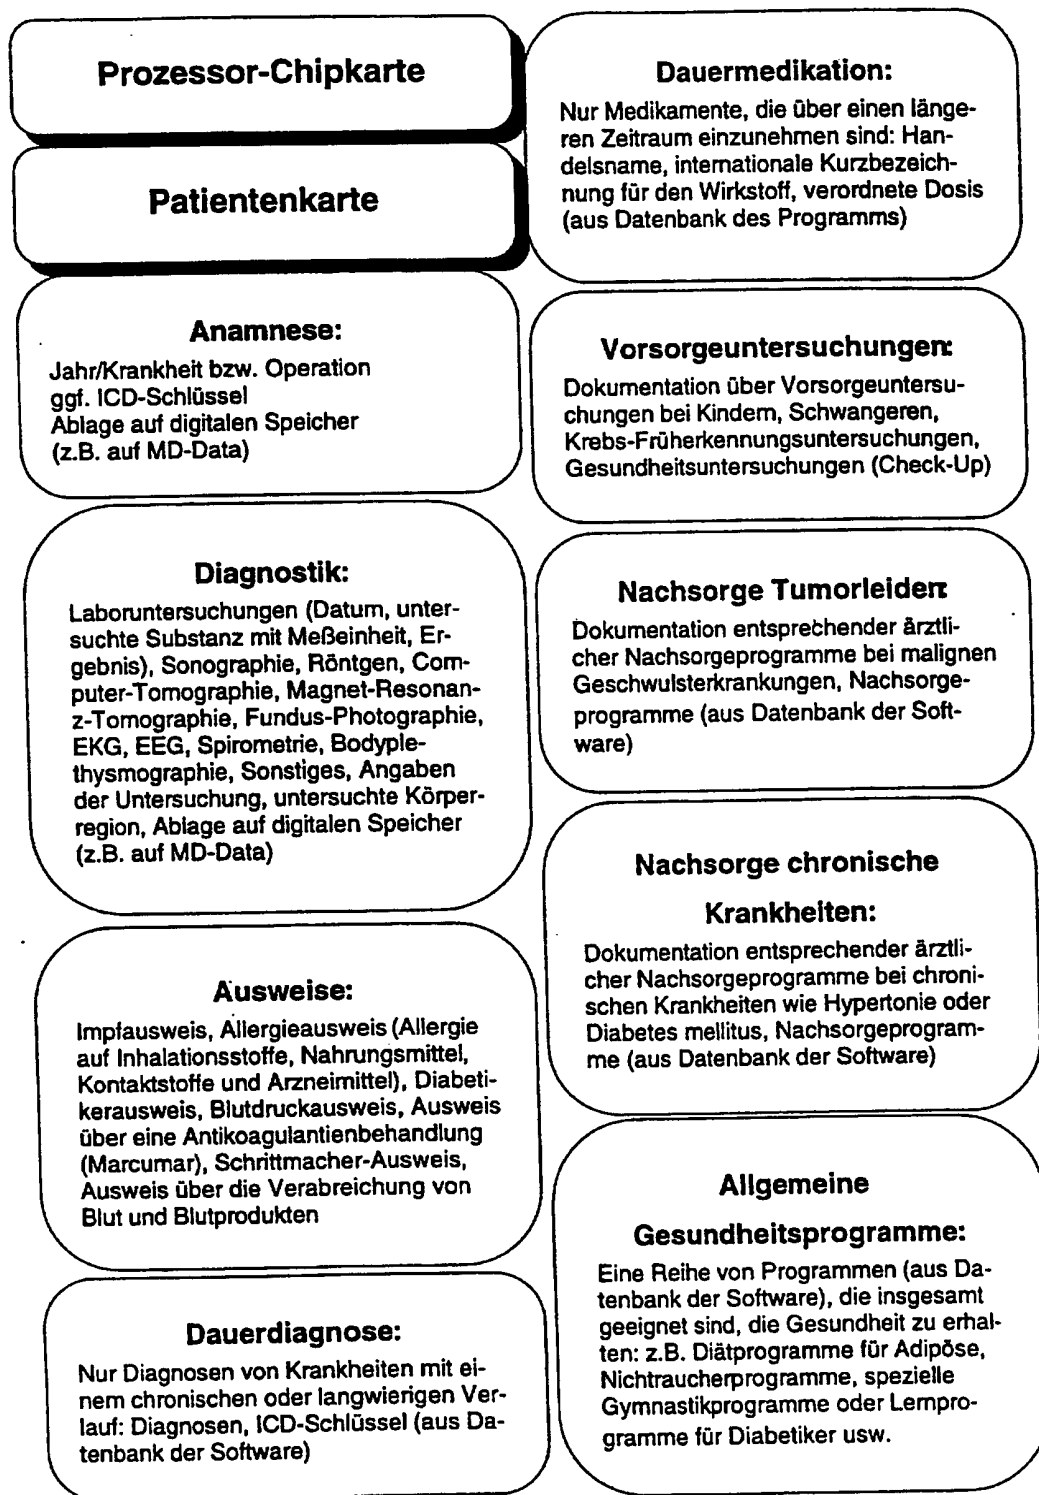 Prozessor-Chipkarte
Patientenkarte
Anamnese:
Jahr/Krankheit bzw. Operation
ggf. ICD-Schlüssel
Ablage auf digitalen Speicher
(z.B. auf MD-Data)
Diagnostik:
Laboruntersuchungen (Datum, unter-
suchte Substanz mit Meßeinheit, Er-
gebnis), Sonographie, Röntgen, Com-
puter-Tomographie, Magnet-Resonan-
z-Tomographie, Fundus-Photographie,
EKG, EEG, Spirometrie, Bodyple-
thysmographie, Sonstiges, Angaben
der Untersuchung, untersuchte Körper-
region, Ablage auf digitalen Speicher
(z.B. auf MD-Data)
Ausweise:
Impfausweis, Allergieausweis (Allergie
auf Inhalationsstoffe, Nahrungsmittel,
Kontaktstoffe und Arzneimittel), Diabeti-
kerausweis, Blutdruckausweis, Ausweis
über eine Antikoagulantienbehandlung
(Marcumar), Schrittmacher-Ausweis,
Ausweis über die Verabreichung von
Blut und Blutprodukten
Dauerdiagnose:
Nur Diagnosen von Krankheiten mit ei-
nem chronischen oder langwierigen Ver-
lauf: Diagnosen, ICD-Schlüssel (aus Da-
tenbank der Software)
Dauermedikation:
Nur Medikamente, die über einen länge-
ren Zeitraum einzunehmen sind: Han-
delsname, internationale Kurzbezeich-
nung für den Wirkstoff, verordnete Dosis
(aus Datenbank des Programms)
Vorsorgeuntersuchungen:
Dokumentation über Vorsorgeuntersu-
chungen bei Kindern, Schwangeren,
Krebs-Früherkennungsuntersuchungen,
Gesundheitsuntersuchungen (Check-Up)
Nachsorge Tumorleiden:
Dokumentation entsprechender ärztli-
cher Nachsorgeprogramme bei malignen
Geschwulsterkrankungen, Nachsorge-
programme (aus Datenbank der Soft-
ware)
Nachsorge chronische
Krankheiten:
Dokumentation entsprechender ärztli-
cher Nachsorgeprogramme bei chroni-
schen Krankheiten wie Hypertonie oder
Diabetes mellitus, Nachsorgeprogram-
me (aus Datenbank der Software)
Allgemeine
Gesundheitsprogramme:
Eine Reihe von Programmen (aus Da-
tenbank der Software), die insgesamt
geeignet sind, die Gesundheit zu erhal-
ten: z.B. Diätprogramme für Adipöse,
Nichtraucherprogramme, spezielle
Gymnastikprogramme oder Lernpro-
gramme für Diabetiker usw.